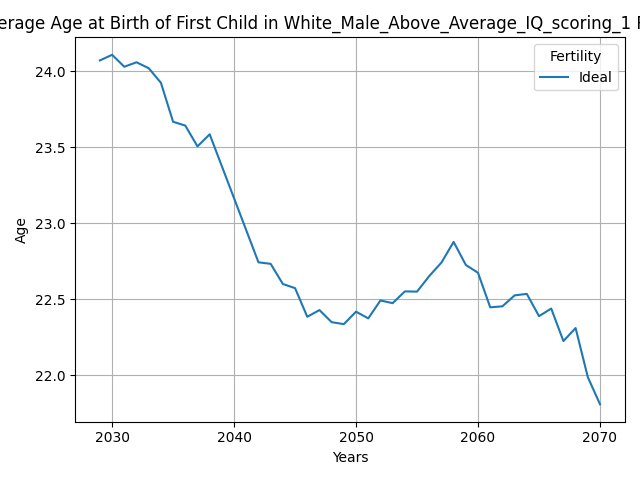 erage Age at Birth of First Child in White_Male_Above_Average_IQ_scoring_1
Fertility
Ideal
24.0
23.5
23.0
22.5
22.0
Age
2030 2040 2050 2060 2070
Years